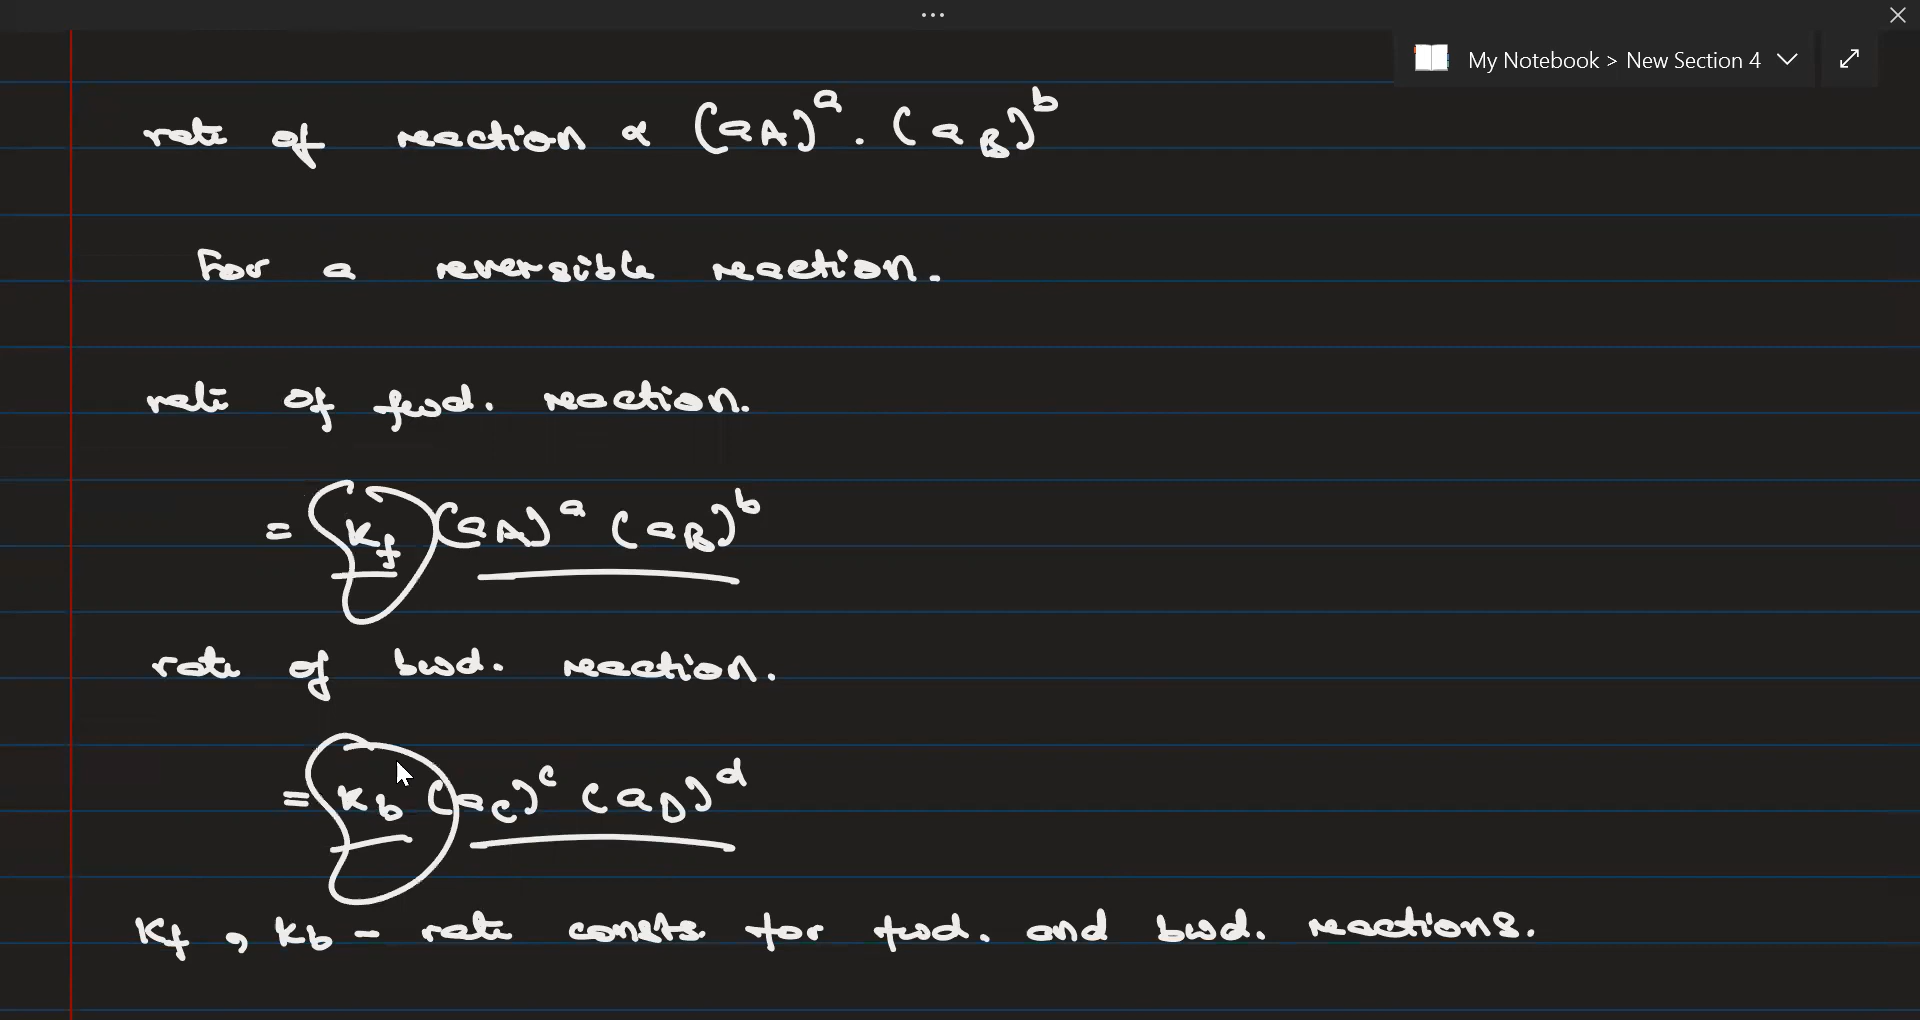 My Notebook > New Section 4
rate of reaction ∝ (aA)^a . (aB)^b
For a reversible reaction.
rate of fwd. reaction.
= Kf (aA)^a (aB)^b
rate of bwd. reaction.
= Kb (aC)^c (aD)^d
Kf , Kb – rate consts. for fwd. and bwd. reactions.